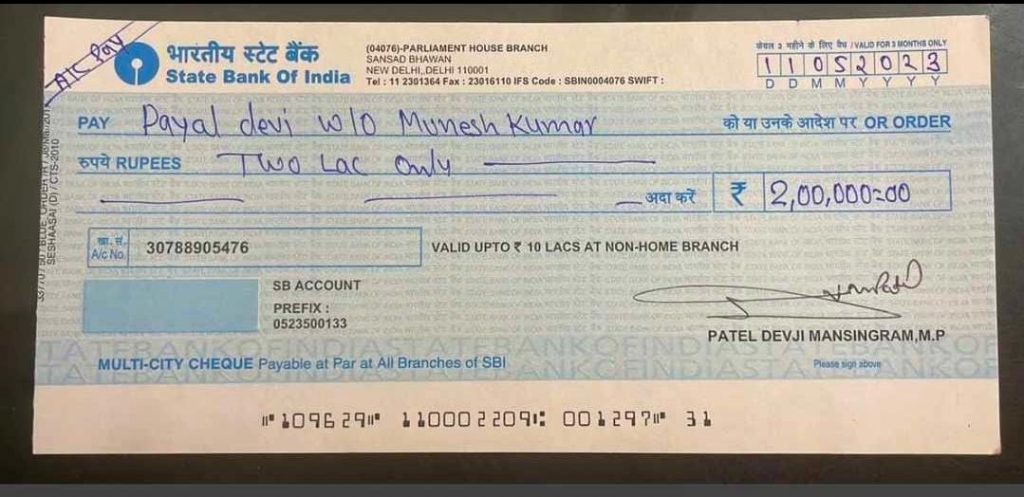 A/C Pay
भारतीय स्टेट बैंक
State Bank Of India
(04076)-PARLIAMENT HOUSE BRANCH
SANSAD BHAWAN
NEW DELHI,,DELHI 110001
Tel : 11 2301364 Fax : 23016110 IFS Code : SBIN0004076 SWIFT :
केवल ३ महीने के लिए वैध / VALID FOR 3 MONTHS ONLY
11052023
D D M M Y Y Y Y
PAY Payal devi w/o Munesh Kumar को या उनके आदेश पर OR ORDER
रुपये RUPEES Two Lac Only
अदा करें ₹ 2,00,000=00
खा. सं.
A/c No. 30788905476
VALID UPTO ₹ 10 LACS AT NON-HOME BRANCH
SB ACCOUNT
PREFIX :
0523500133
PATEL DEVJI MANSINGRAM,M.P
MULTI-CITY CHEQUE Payable at Par at All Branches of SBI
Please sign above
SESHAASAI (D) / CTS-2010
⑈109629⑈ 110002209⑆ 001297⑈ 31